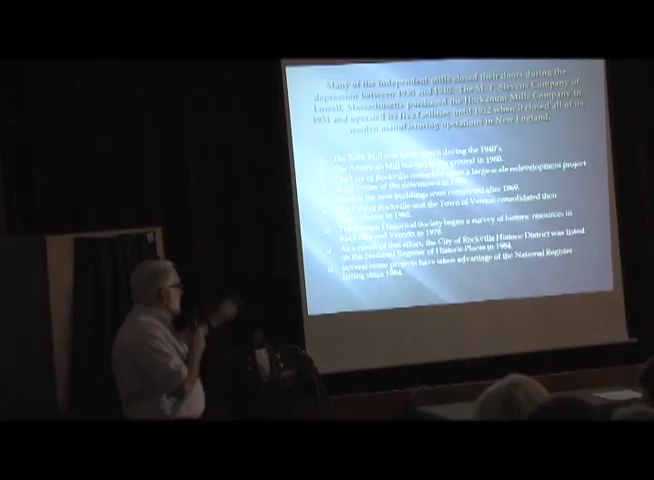 Many of the independent mills closed their doors during the
depression between 1930 and 1940. The M. T. Stevens Company of
Lowell, Massachusetts purchased the Hockanum Mills Company in
1934 and operated its five facilities until 1952 when it closed all of its
woolen manufacturing operations in New England.
The Rock Mill was torn down during the 1940's.
The American Mill burned to the ground in 1960.
The City of Rockville embarked upon a large-scale redevelopment project
in the center of the downtown in
of the new buildings were completed after 1969.
The City of Rockville and the Town of Vernon consolidated their
in 1960.
The Vernon Historical Society began a survey of historic resources in
Rockville and Vernon in 1978.
As a result of this effort, the City of Rockville Historic District was listed
on the National Register of Historic Places in 1984.
Several reuse projects have taken advantage of the National Register
listing since 1984.